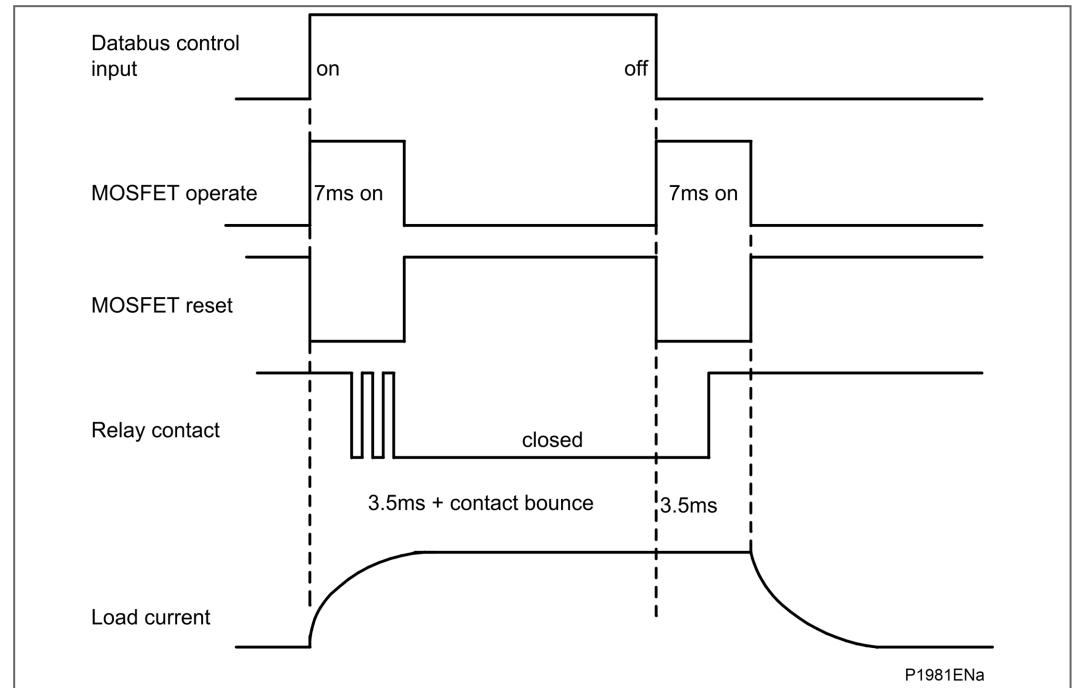 Databus control
input
on
off
MOSFET operate
7ms on
7ms on
MOSFET reset
Relay contact
closed
3.5ms + contact bounce
3.5ms
Load current
P1981ENa